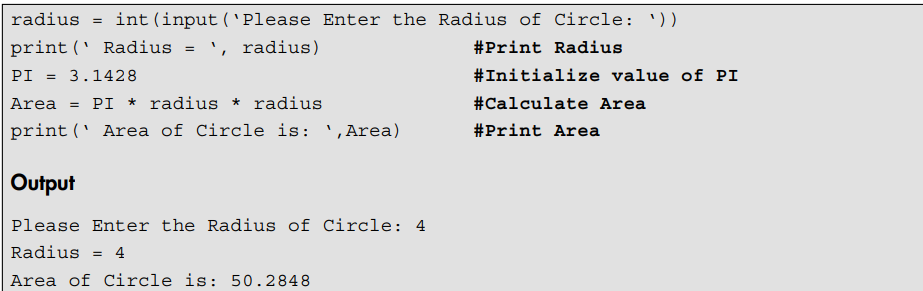 radius = int(input(‘Please Enter the Radius of Circle: ‘))
print(‘ Radius = ‘, radius) #Print Radius
PI = 3.1428 #Initialize value of PI
Area = PI * radius * radius #Calculate Area
print(‘ Area of Circle is: ‘,Area) #Print Area
Output
Please Enter the Radius of Circle: 4
Radius = 4
Area of Circle is: 50.2848